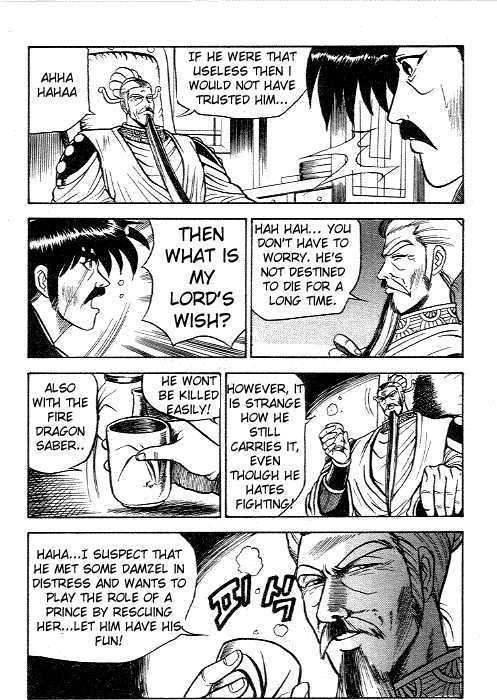 AHHA
HAHAA
IF HE WERE THAT
USELESS THEN I
WOULD NOT HAVE
TRUSTED HIM...
THEN
WHAT IS
MY
LORD'S
WISH?
HAH HAH... YOU
DON'T HAVE TO
WORRY. HE'S
NOT DESTINED
TO DIE FOR A
LONG TIME.
ALSO
WITH THE
FIRE
DRAGON
SABER..
HE WONT
BE KILLED
EASILY!
HOWEVER, IT
IS STRANGE
HOW HE
STILL
CARRIES IT,
EVEN
THOUGH HE
HATES
FIGHTING!
HAHA...I SUSPECT THAT
HE MET SOME DAMZEL IN
DISTRESS AND WANTS TO
PLAY THE ROLE OF A
PRINCE BY RESCUING
HER...LET HIM HAVE HIS
FUN!
피식